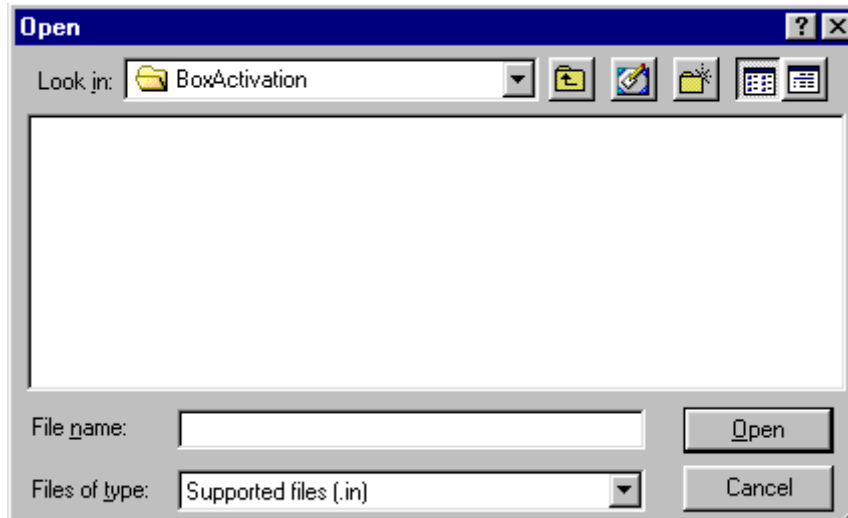 Open
Look in: BoxActivation
File name: Open
Files of type: Supported files (.in) Cancel